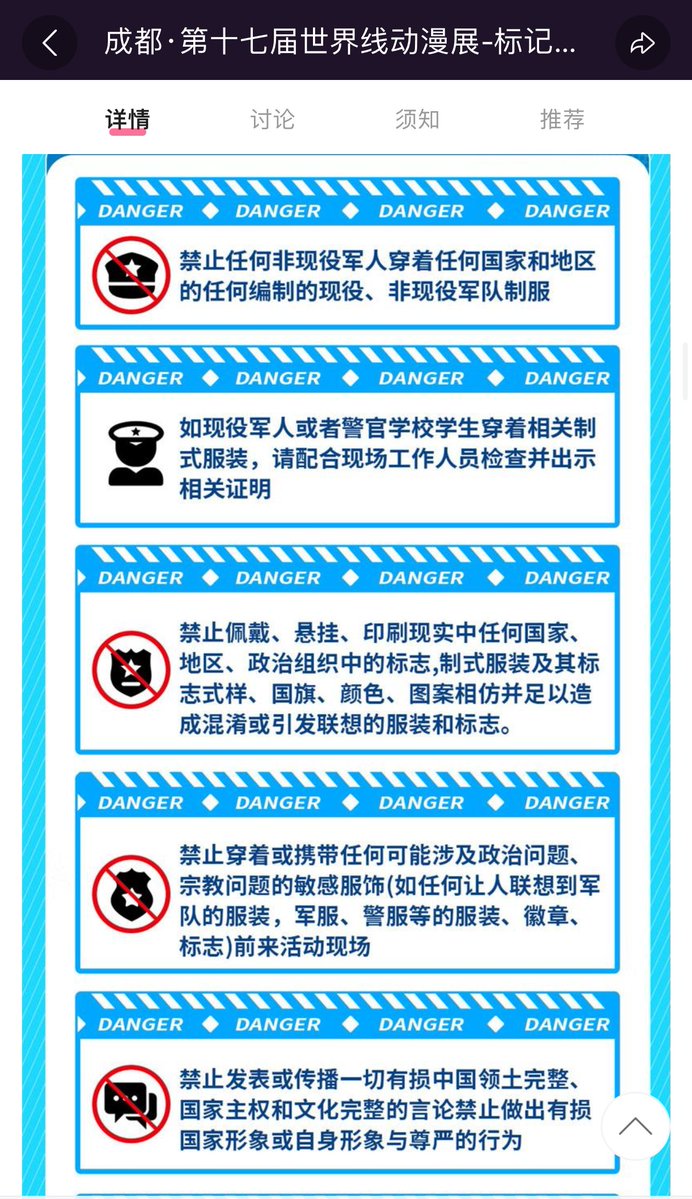 成都·第十七届世界线动漫展-标记...
详情 讨论 须知 推荐
DANGER ◆ DANGER ◆ DANGER ◆ DANGER
禁止任何非现役军人穿着任何国家和地区
的任何编制的现役、非现役军队制服
DANGER ◆ DANGER ◆ DANGER ◆ DANGER
如现役军人或者警官学校学生穿着相关制
式服装，请配合现场工作人员检查并出示
相关证明
DANGER ◆ DANGER ◆ DANGER ◆ DANGER
禁止佩戴、悬挂、印刷现实中任何国家、
地区、政治组织中的标志,制式服装及其标
志式样、国旗、颜色、图案相仿并足以造
成混淆或引发联想的服装和标志。
DANGER ◆ DANGER ◆ DANGER ◆ DANGER
禁止穿着或携带任何可能涉及政治问题、
宗教问题的敏感服饰(如任何让人联想到军
队的服装，军服、警服等的服装、徽章、
标志)前来活动现场
DANGER ◆ DANGER ◆ DANGER ◆ DANGER
禁止发表或传播一切有损中国领土完整、
国家主权和文化完整的言论禁止做出有损
国家形象或自身形象与尊严的行为